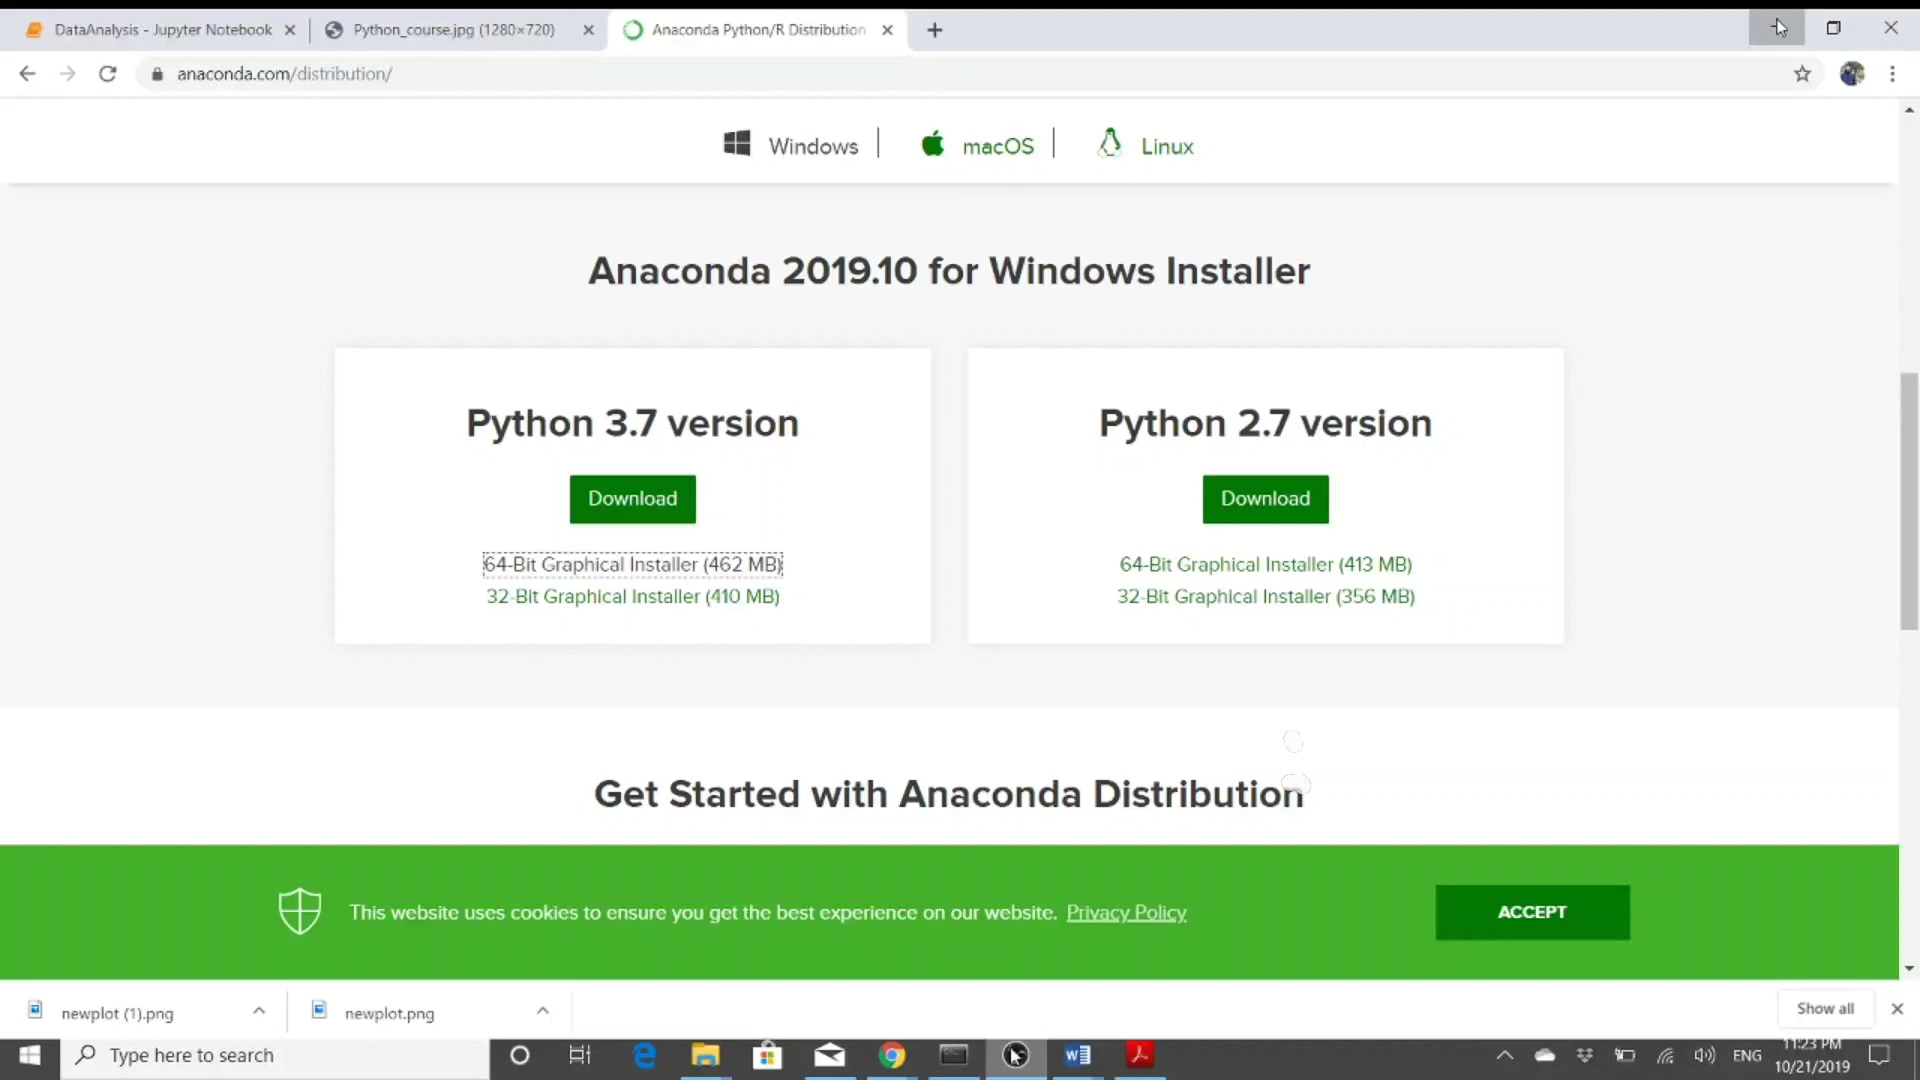 DataAnalysis - Jupyter Notebook
Python_course.jpg (1280×720)
Anaconda Python/R Distribution
anaconda.com/distribution/
Windows
macOS
Linux
Anaconda 2019.10 for Windows Installer
Python 3.7 version
Download
64-Bit Graphical Installer (462 MB)
32-Bit Graphical Installer (410 MB)
Python 2.7 version
Download
64-Bit Graphical Installer (413 MB)
32-Bit Graphical Installer (356 MB)
Get Started with Anaconda Distribution
This website uses cookies to ensure you get the best experience on our website. Privacy Policy
ACCEPT
newplot (1).png
newplot.png
Show all
Type here to search
ENG
11:23 PM
10/21/2019